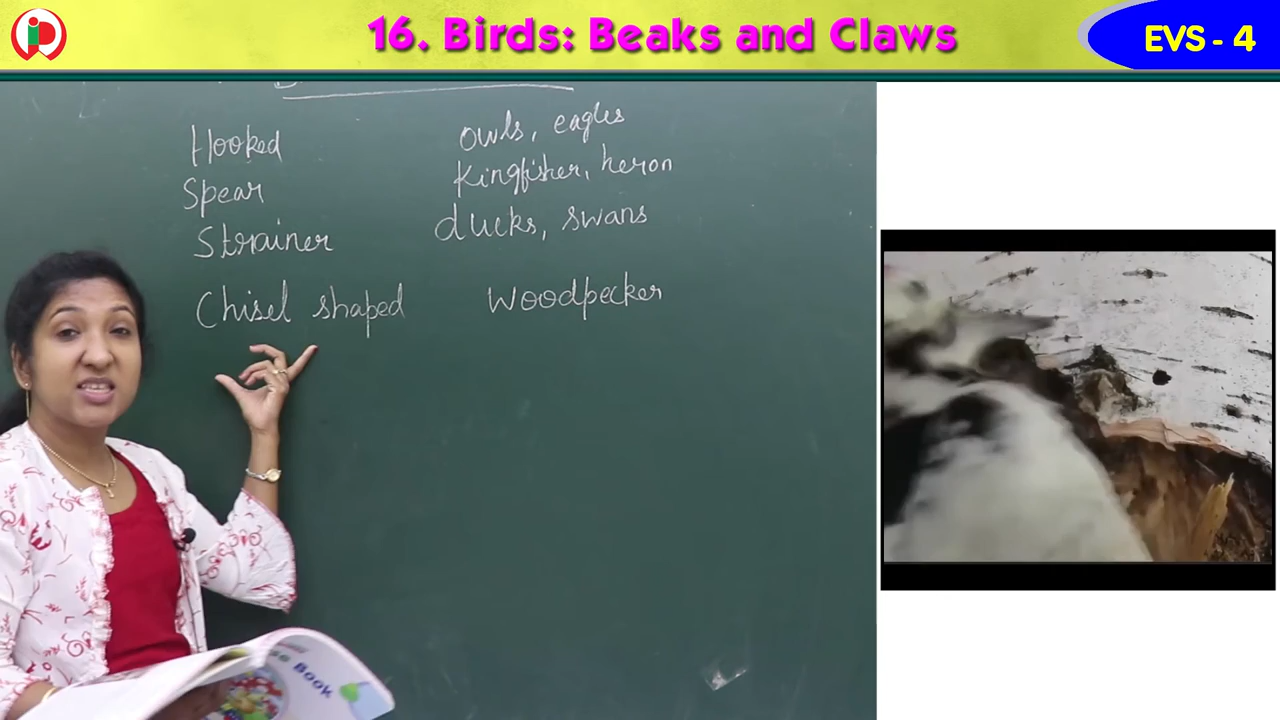 16. Birds: Beaks and Claws
EVS - 4
Hooked owls, eagles
Spear Kingfisher, heron
Strainer ducks, swans
Chisel shaped Woodpecker
Book